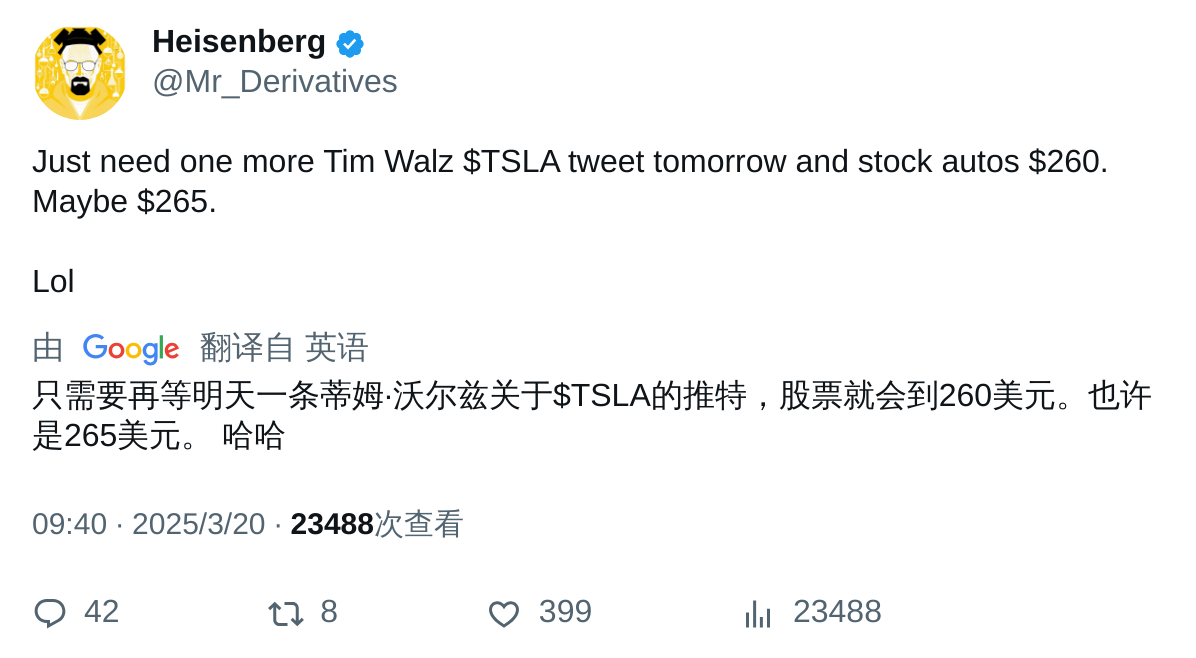 Heisenberg
@Mr_Derivatives
Just need one more Tim Walz $TSLA tweet tomorrow and stock autos $260.
Maybe $265.
Lol
由 Google 翻译自 英语
只需要再等明天一条蒂姆·沃尔兹关于$TSLA的推特，股票就会到260美元。也许
是265美元。 哈哈
09:40 · 2025/3/20 · 23488次查看
42 8 399 23488